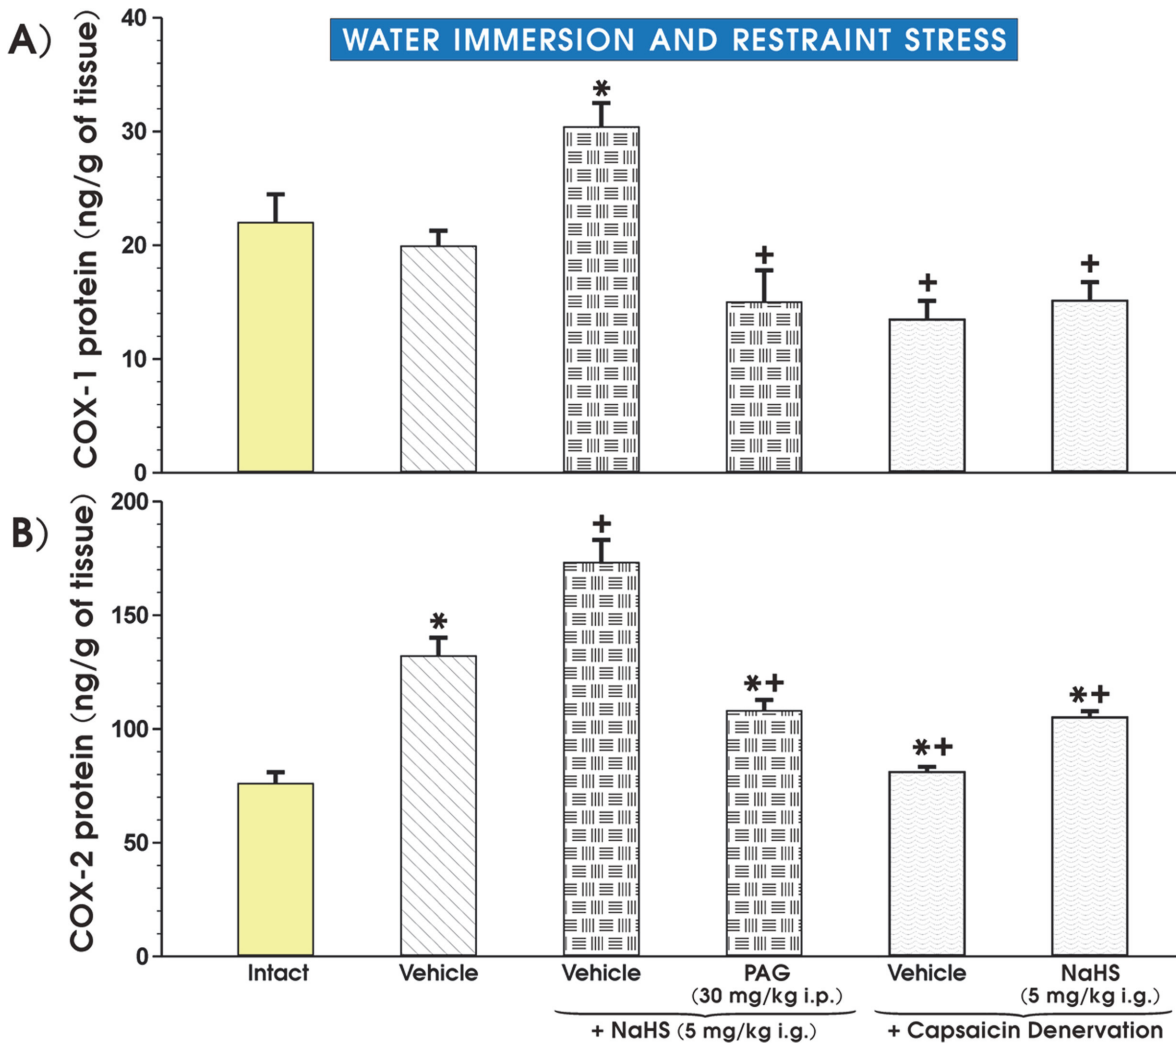 A)
WATER IMMERSION AND RESTRAINT STRESS
COX-1 protein (ng/g of tissue)
40
30
20
10
0
*
+
+
+
B)
COX-2 protein (ng/g of tissue)
200
150
100
50
0
*
+
*+
*+
*+
Intact Vehicle Vehicle PAG Vehicle NaHS
(30 mg/kg i.p.) (5 mg/kg i.g.)
+ NaHS (5 mg/kg i.g.) + Capsaicin Denervation